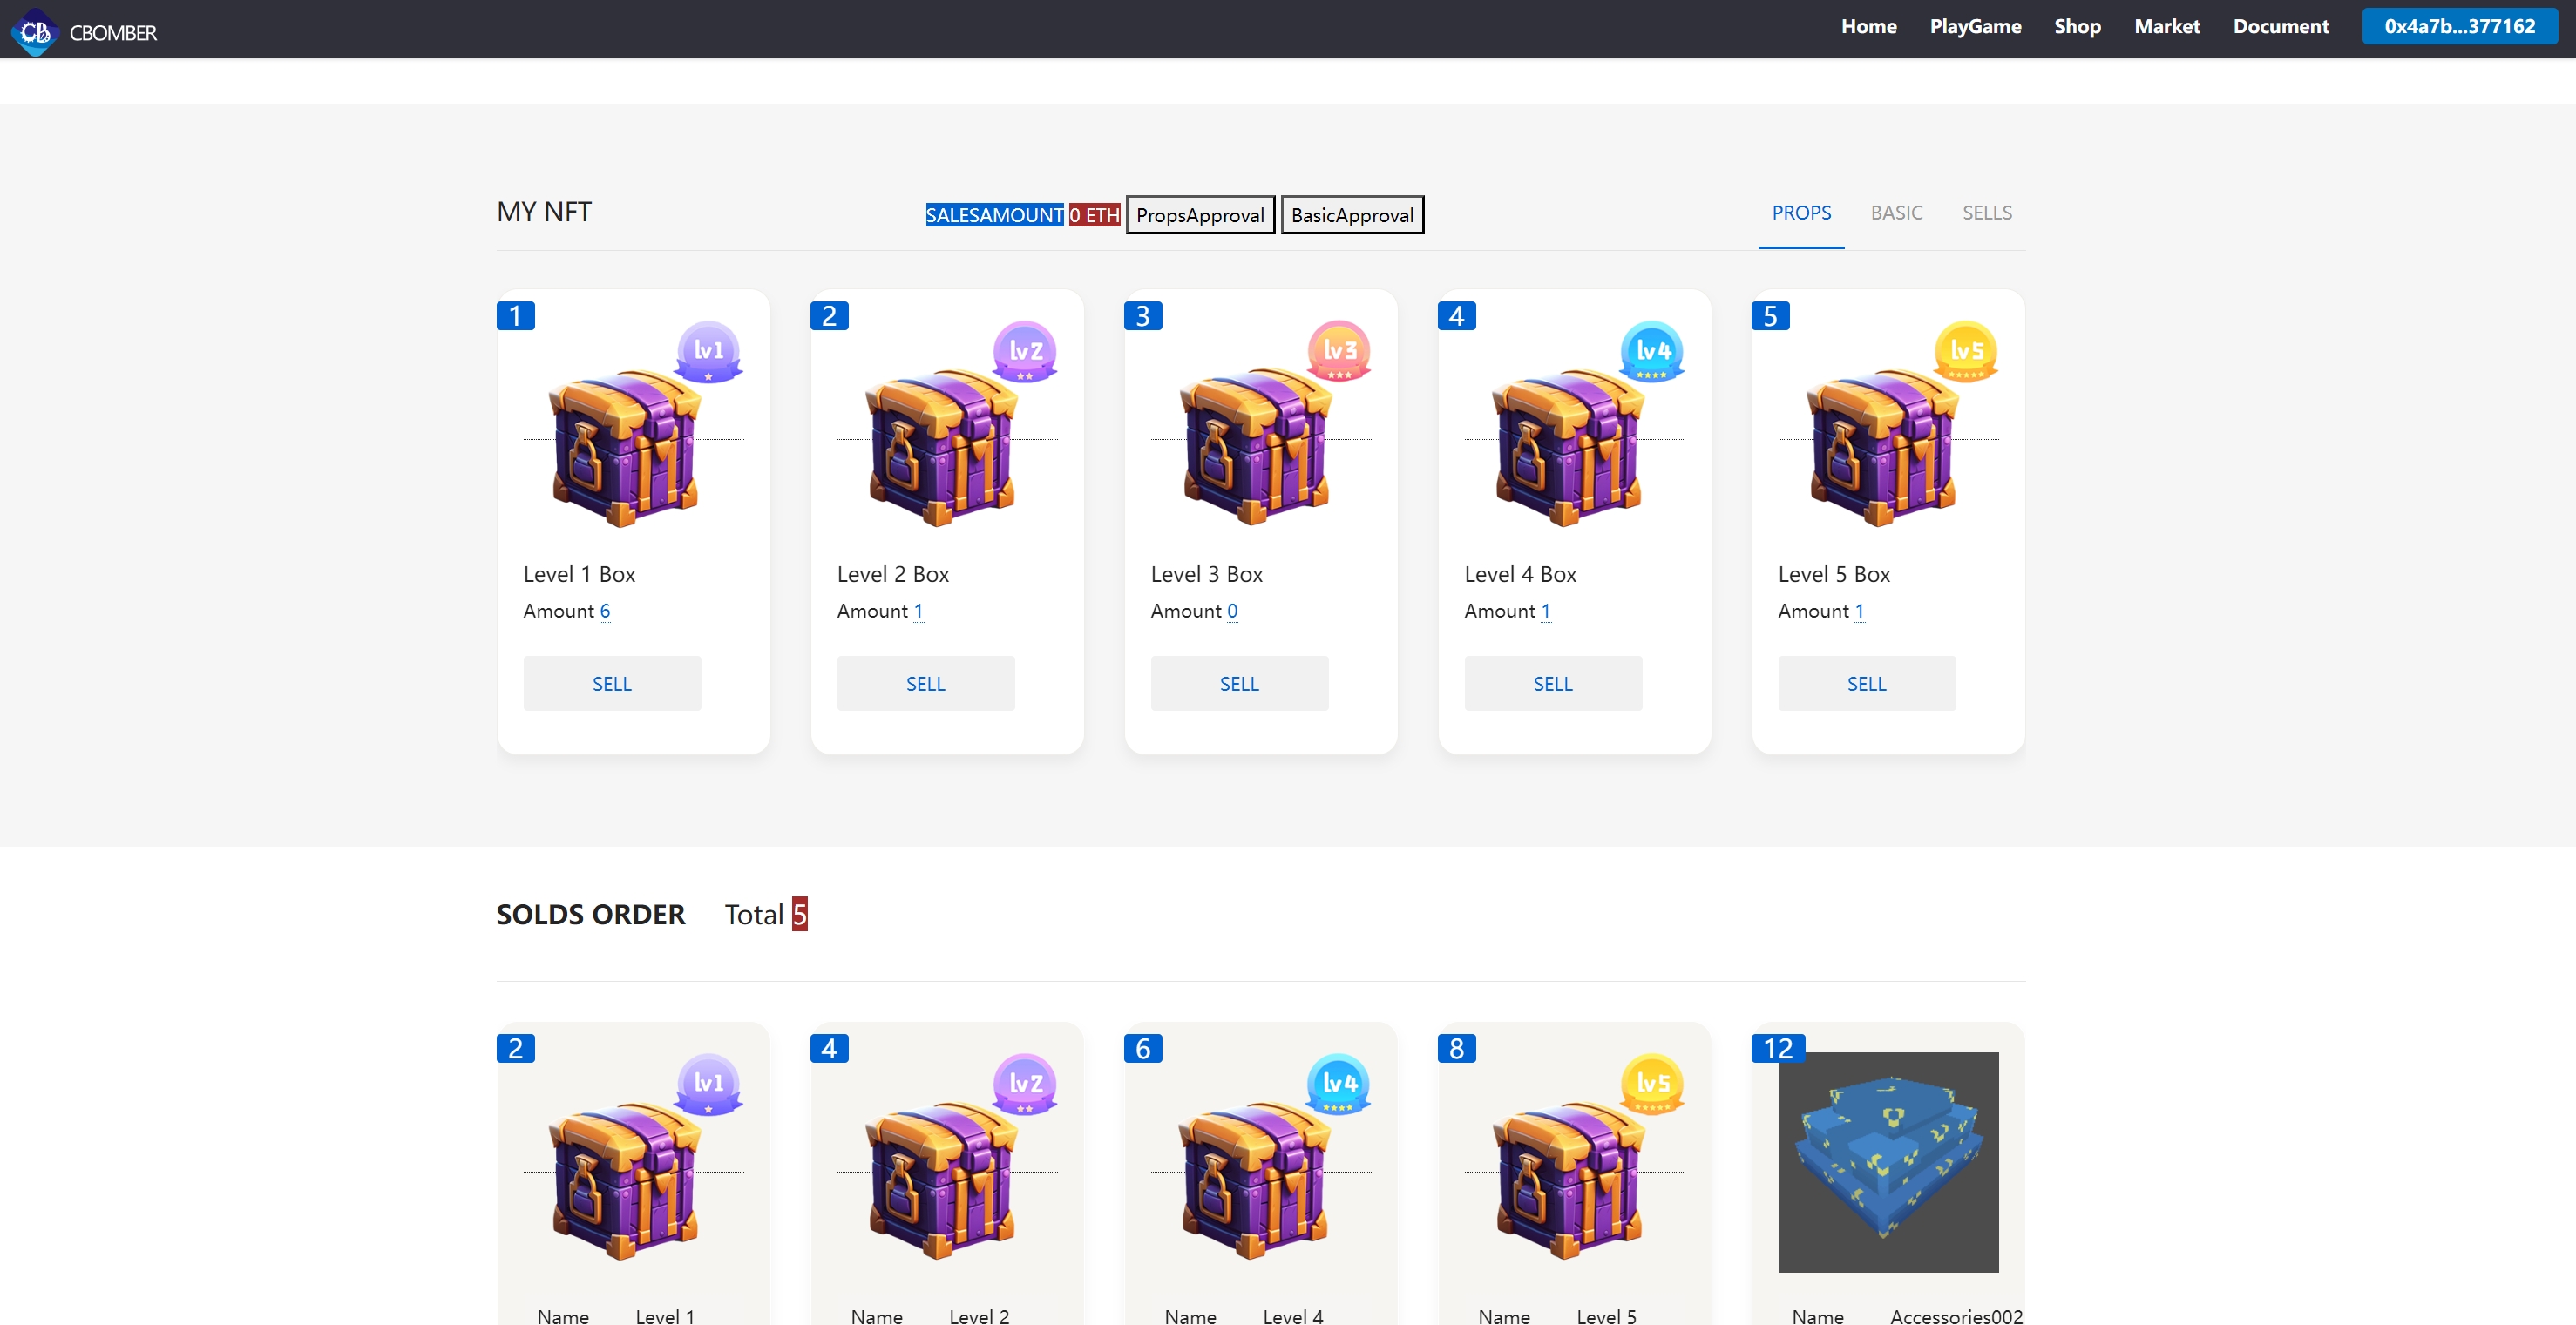 CB CBOMBER Home PlayGame Shop Market Document 0x4a7b...377162
MY NFT SALESAMOUNT 0 ETH PropsApproval BasicApproval PROPS BASIC SELLS
1 2 3 4 5
lv1 lv2 lv3 lv4 lv5
Level 1 Box Level 2 Box Level 3 Box Level 4 Box Level 5 Box
Amount 6 Amount 1 Amount 0 Amount 1 Amount 1
SELL SELL SELL SELL SELL
SOLDS ORDER Total 5
2 4 6 8 12
lv1 lv2 lv4 lv5
Name Level 1 Name Level 2 Name Level 4 Name Level 5 Name Accessories002